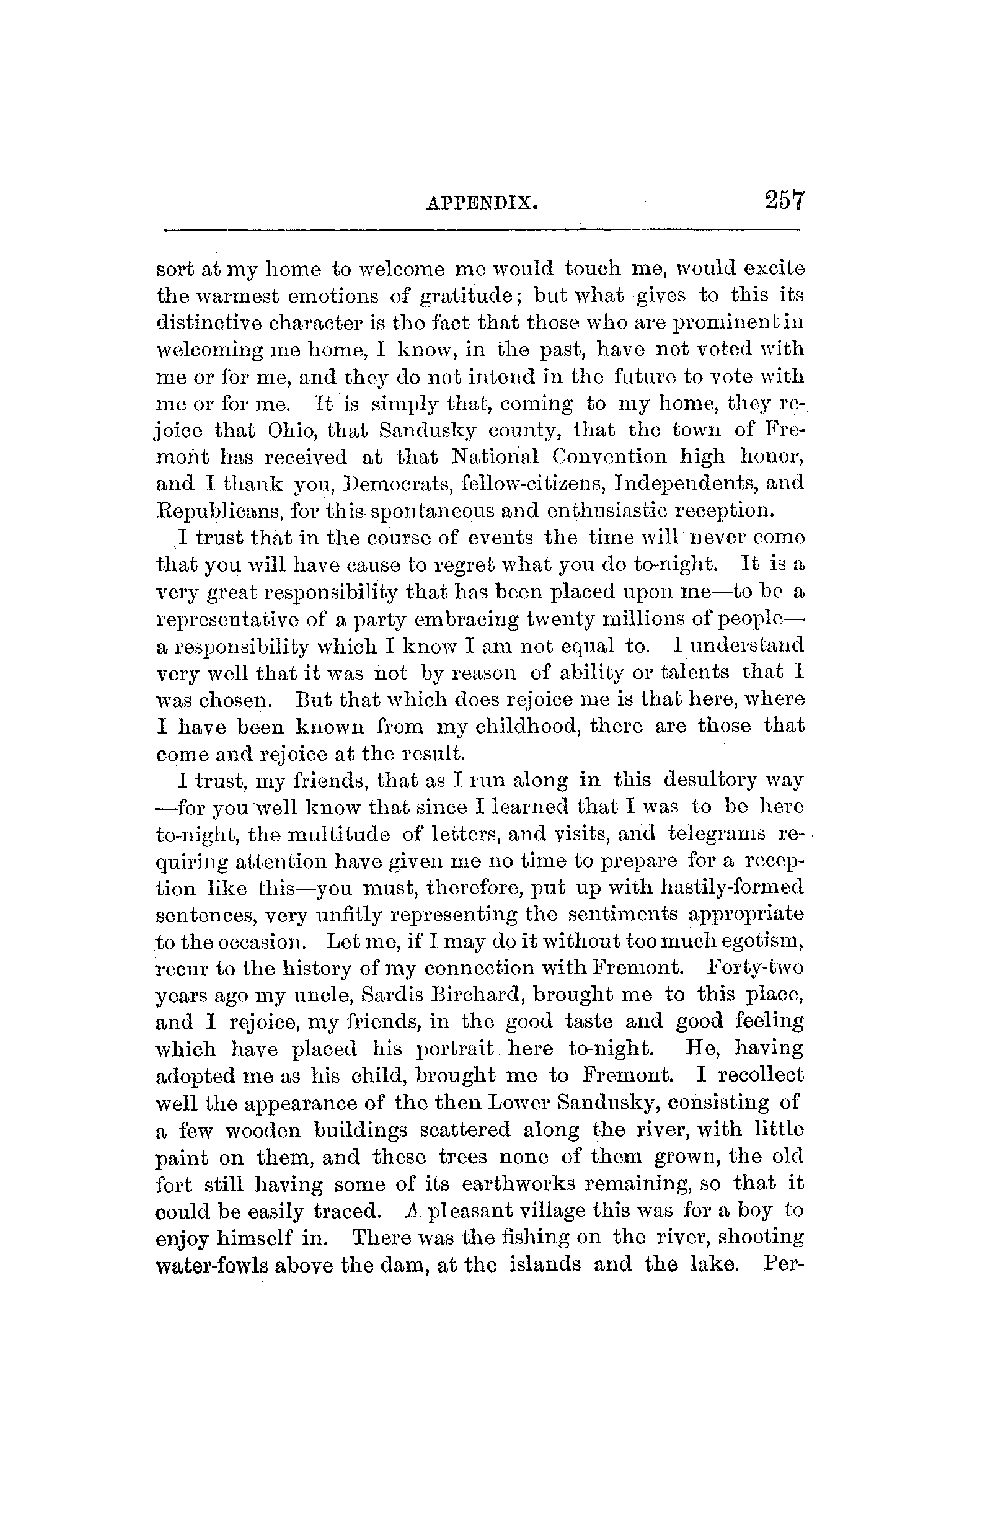 APPENDIX. 257
sort at my home to welcome me would touch me, would excite
the warmest emotions of gratitude; but what gives to this its
distinctive character is the fact that those who are prominent in
welcoming me home, I know, in the past, have not voted with
me or for me, and they do not intend in the future to vote with
me or for me. It is simply that, coming to my home, they re-
joice that Ohio, that Sandusky county, that the town of Fre-
mont has received at that National Convention high honor,
and I thank you, Democrats, fellow-citizens, Independents, and
Republicans, for this spontaneous and enthusiastic reception.
I trust that in the course of events the time will never come
that you will have cause to regret what you do to-night. It is a
very great responsibility that has been placed upon me—to be a
representative of a party embracing twenty millions of people—
a responsibility which I know I am not equal to. I understand
very well that it was not by reason of ability or talents that I
was chosen. But that which does rejoice me is that here, where
I have been known from my childhood, there are those that
come and rejoice at the result.
I trust, my friends, that as I run along in this desultory way
—for you well know that since I learned that I was to be here
to-night, the multitude of letters, and visits, and telegrams re-
quiring attention have given me no time to prepare for a recep-
tion like this—you must, therefore, put up with hastily-formed
sentences, very unfitly representing the sentiments appropriate
to the occasion. Let me, if I may do it without too much egotism,
recur to the history of my connection with Fremont. Forty-two
years ago my uncle, Sardis Birchard, brought me to this place,
and I rejoice, my friends, in the good taste and good feeling
which have placed his portrait here to-night. He, having
adopted me as his child, brought me to Fremont. I recollect
well the appearance of the then Lower Sandusky, consisting of
a few wooden buildings scattered along the river, with little
paint on them, and these trees none of them grown, the old
fort still having some of its earthworks remaining, so that it
could be easily traced. A pleasant village this was for a boy to
enjoy himself in. There was the fishing on the river, shooting
water-fowls above the dam, at the islands and the lake. Per-